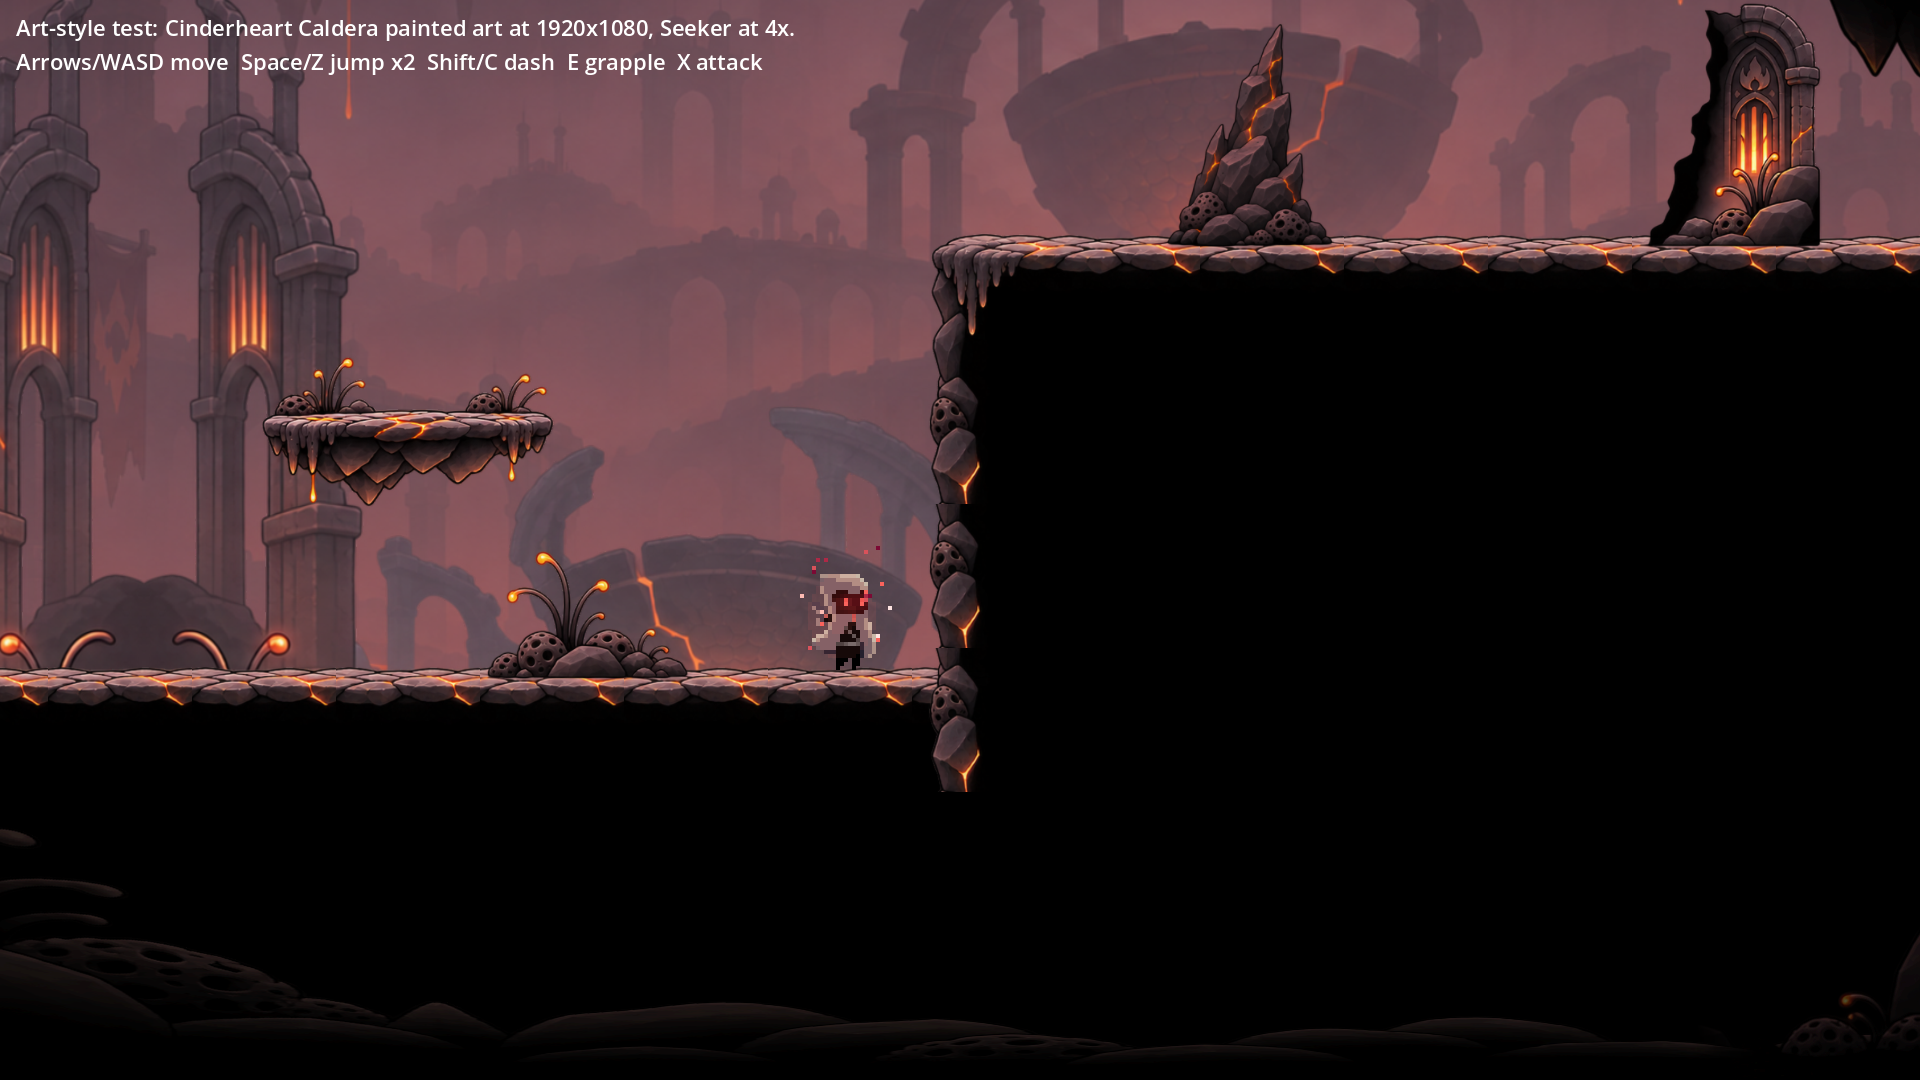 Art-style test: Cinderheart Caldera painted art at 1920x1080, Seeker at 4x.
Arrows/WASD move  Space/Z jump x2  Shift/C dash  E grapple  X attack